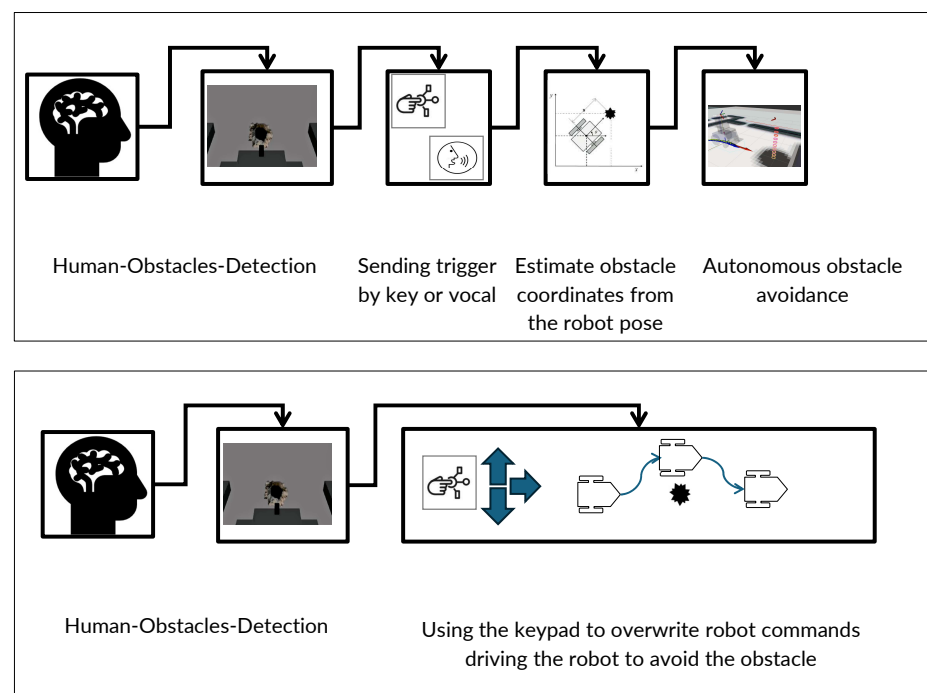 Human-Obstacles-Detection
Sending trigger
by key or vocal
Estimate obstacle
coordinates from
the robot pose
Autonomous obstacle
avoidance
Human-Obstacles-Detection
Using the keypad to overwrite robot commands
driving the robot to avoid the obstacle